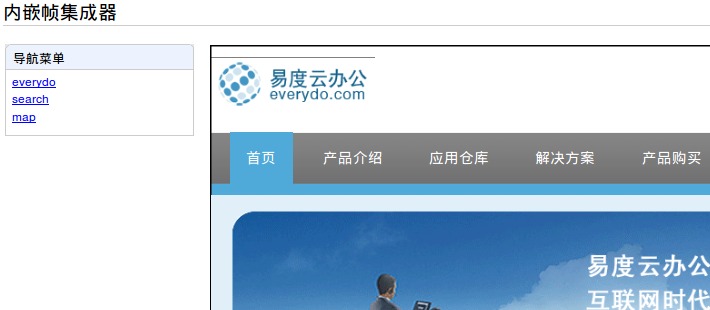 内嵌帧集成器
导航菜单
everydo
search
map
易度云办公
everydo.com
首页 产品介绍 应用仓库 解决方案 产品购买
易度云办公
互联网时代